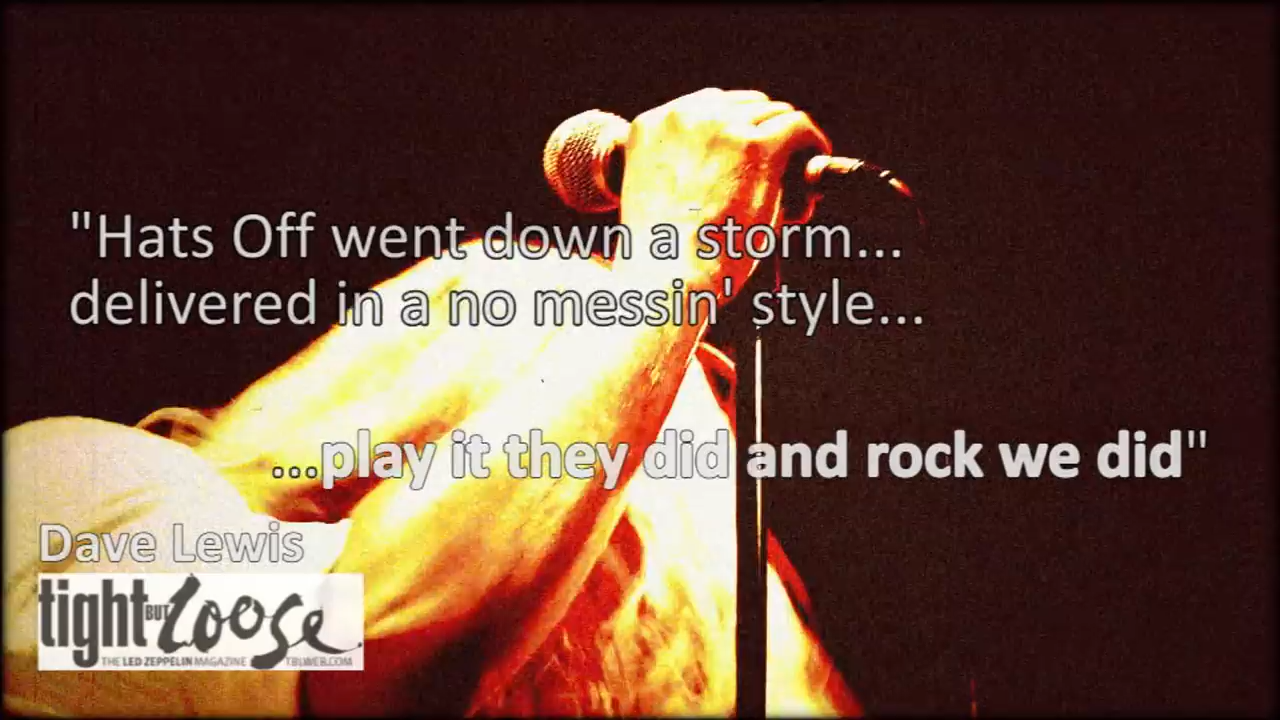 "Hats Off went down a storm...
delivered in a no messin' style...
...play it they did and rock we did"
Dave Lewis
tight BUT Loose
THE LED ZEPPELIN MAGAZINE TBLWEB.COM